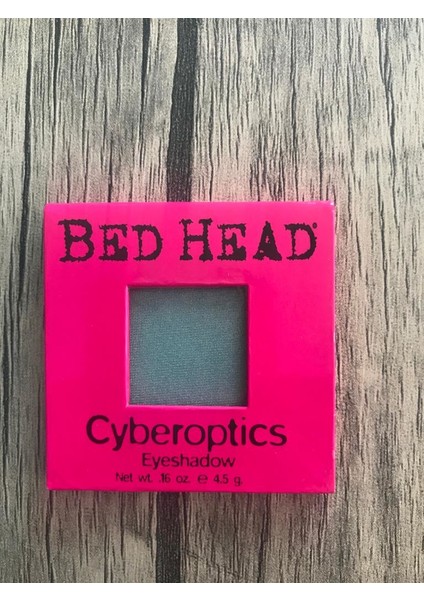 BED HEAD®
Cyberoptics
Eyeshadow
Net wt. .16 oz. ℮ 4.5 g.